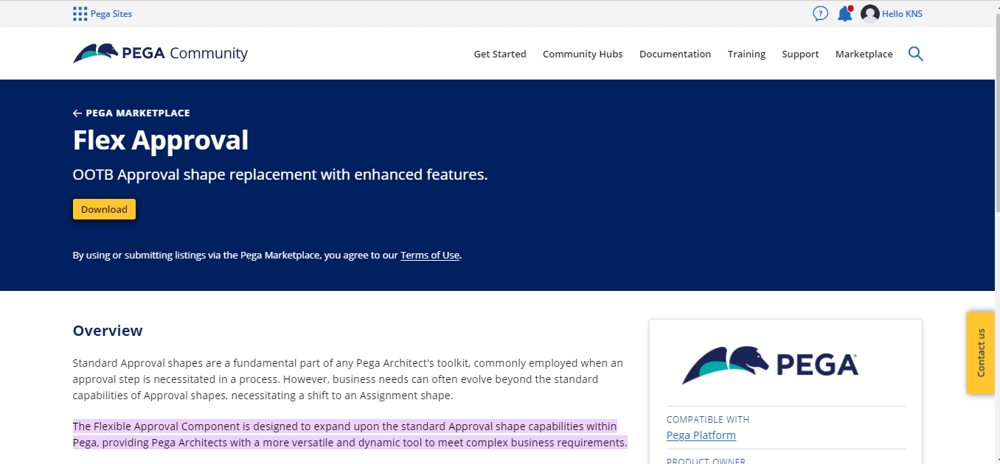 Pega Sites
?
Hello KNS
PEGA Community
Get Started Community Hubs Documentation Training Support Marketplace
← PEGA MARKETPLACE
Flex Approval
OOTB Approval shape replacement with enhanced features.
Download
By using or submitting listings via the Pega Marketplace, you agree to our Terms of Use.
Overview
Standard Approval shapes are a fundamental part of any Pega Architect's toolkit, commonly employed when an
approval step is necessitated in a process. However, business needs can often evolve beyond the standard
capabilities of Approval shapes, necessitating a shift to an Assignment shape.
The Flexible Approval Component is designed to expand upon the standard Approval shape capabilities within
Pega, providing Pega Architects with a more versatile and dynamic tool to meet complex business requirements.
PEGA
COMPATIBLE WITH
Pega Platform
PRODUCT OWNER
Contact us